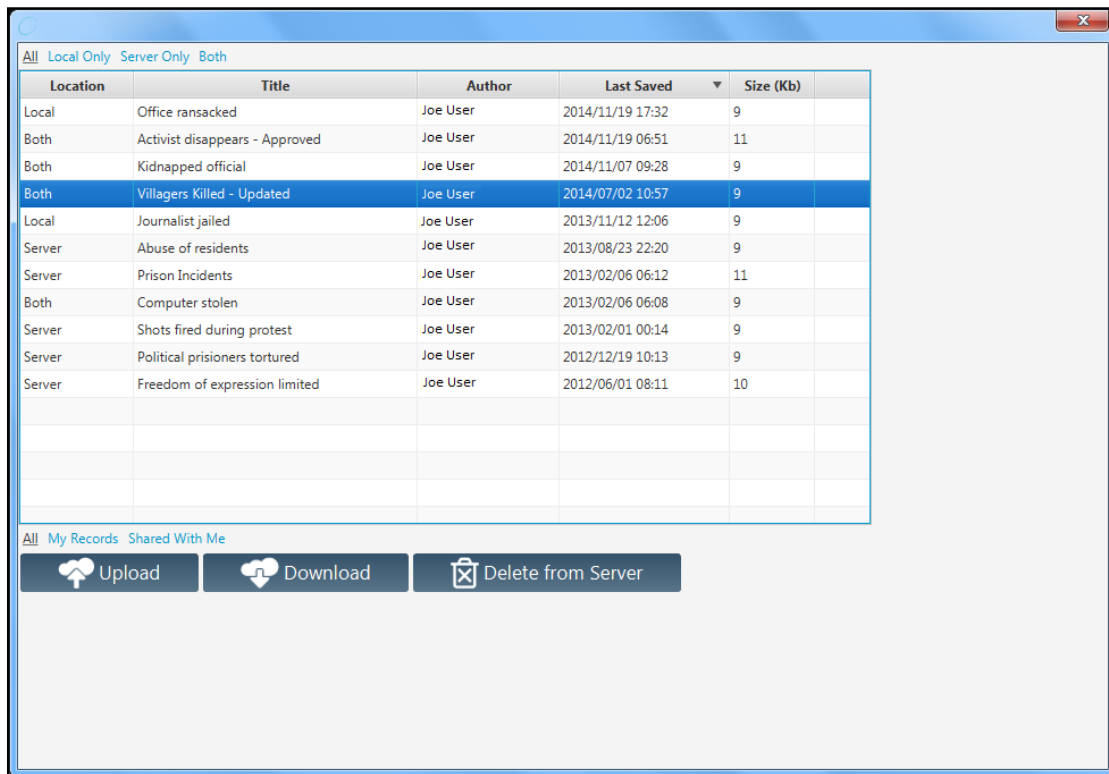 x
All Local Only Server Only Both
Location Title Author Last Saved ▼ Size (Kb)
Local Office ransacked Joe User 2014/11/19 17:32 9
Both Activist disappears - Approved Joe User 2014/11/19 06:51 11
Both Kidnapped official Joe User 2014/11/07 09:28 9
Both Villagers Killed - Updated Joe User 2014/07/02 10:57 9
Local Journalist jailed Joe User 2013/11/12 12:06 9
Server Abuse of residents Joe User 2013/08/23 22:20 9
Server Prison Incidents Joe User 2013/02/06 06:12 11
Both Computer stolen Joe User 2013/02/06 06:08 9
Server Shots fired during protest Joe User 2013/02/01 00:14 9
Server Political prisioners tortured Joe User 2012/12/19 10:13 9
Server Freedom of expression limited Joe User 2012/06/01 08:11 10
All My Records Shared With Me
Upload Download Delete from Server